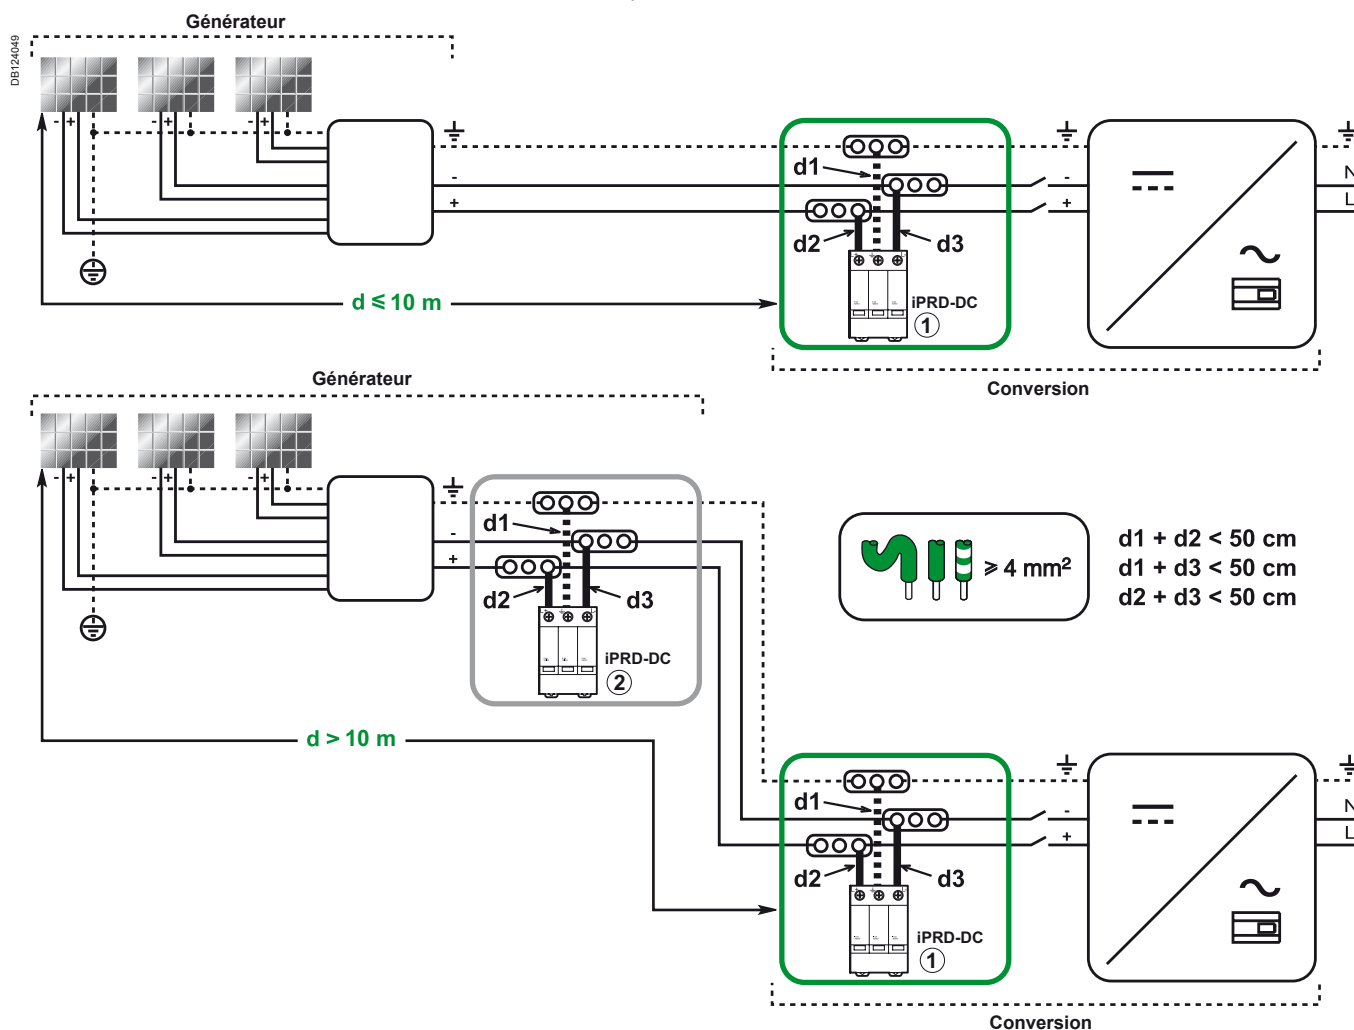 Générateur
DB124049
- +
- +
- +
-
+
d1
d2
d3
-
+
N
L
d ≤ 10 m
iPRD-DC
1
Conversion
Générateur
- +
- +
- +
-
+
d1
d2
d3
iPRD-DC
2
≥ 4 mm²
d1 + d2 < 50 cm
d1 + d3 < 50 cm
d2 + d3 < 50 cm
d > 10 m
d1
d2
d3
-
+
N
L
iPRD-DC
1
Conversion